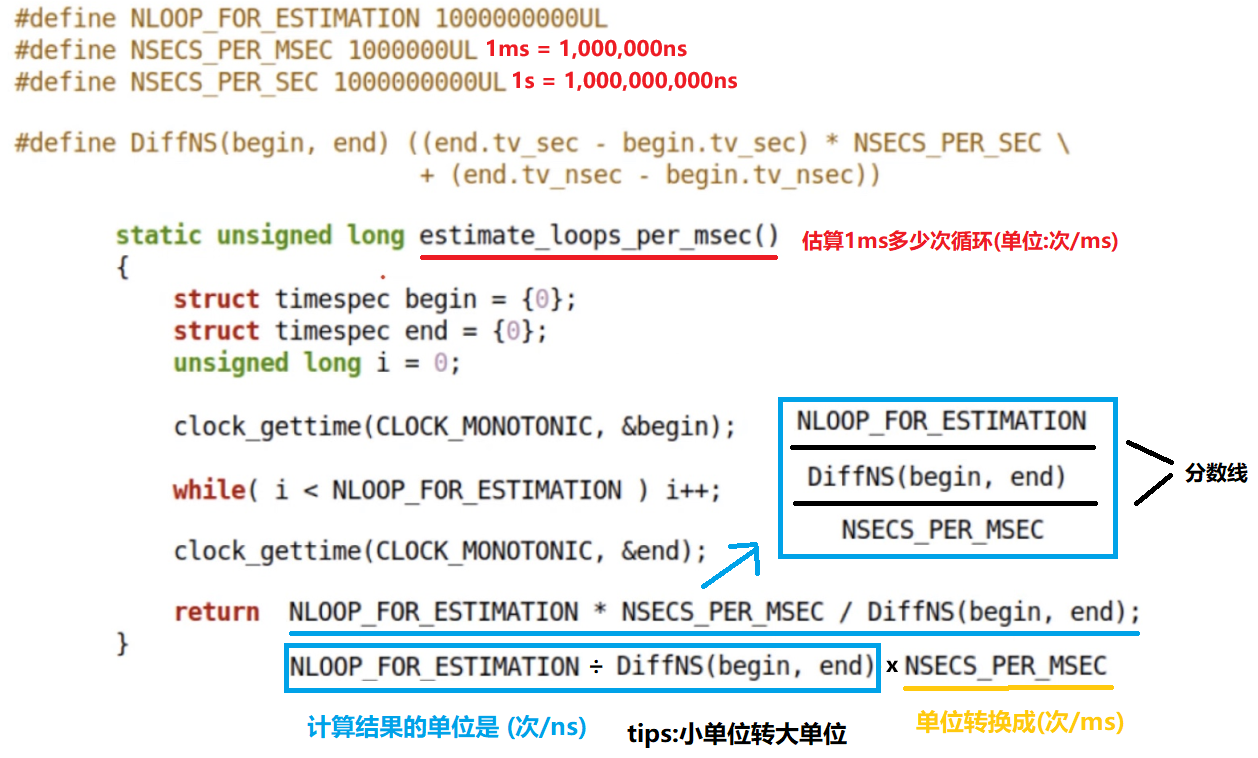 #define NLOOP_FOR_ESTIMATION 1000000000UL
#define NSECS_PER_MSEC 1000000UL 1ms = 1,000,000ns
#define NSECS_PER_SEC 1000000000UL 1s = 1,000,000,000ns
#define DiffNS(begin, end) ((end.tv_sec - begin.tv_sec) * NSECS_PER_SEC \
+ (end.tv_nsec - begin.tv_nsec))
static unsigned long estimate_loops_per_msec() 估算1ms多少次循环(单位:次/ms)
{
struct timespec begin = {0};
struct timespec end = {0};
unsigned long i = 0;
clock_gettime(CLOCK_MONOTONIC, &begin);
while( i < NLOOP_FOR_ESTIMATION ) i++;
clock_gettime(CLOCK_MONOTONIC, &end);
NLOOP_FOR_ESTIMATION
DiffNS(begin, end)
NSECS_PER_MSEC
分数线
return NLOOP_FOR_ESTIMATION * NSECS_PER_MSEC / DiffNS(begin, end);
}
NLOOP_FOR_ESTIMATION ÷ DiffNS(begin, end) x NSECS_PER_MSEC
计算结果的单位是 (次/ns)
tips:小单位转大单位
单位转换成(次/ms)